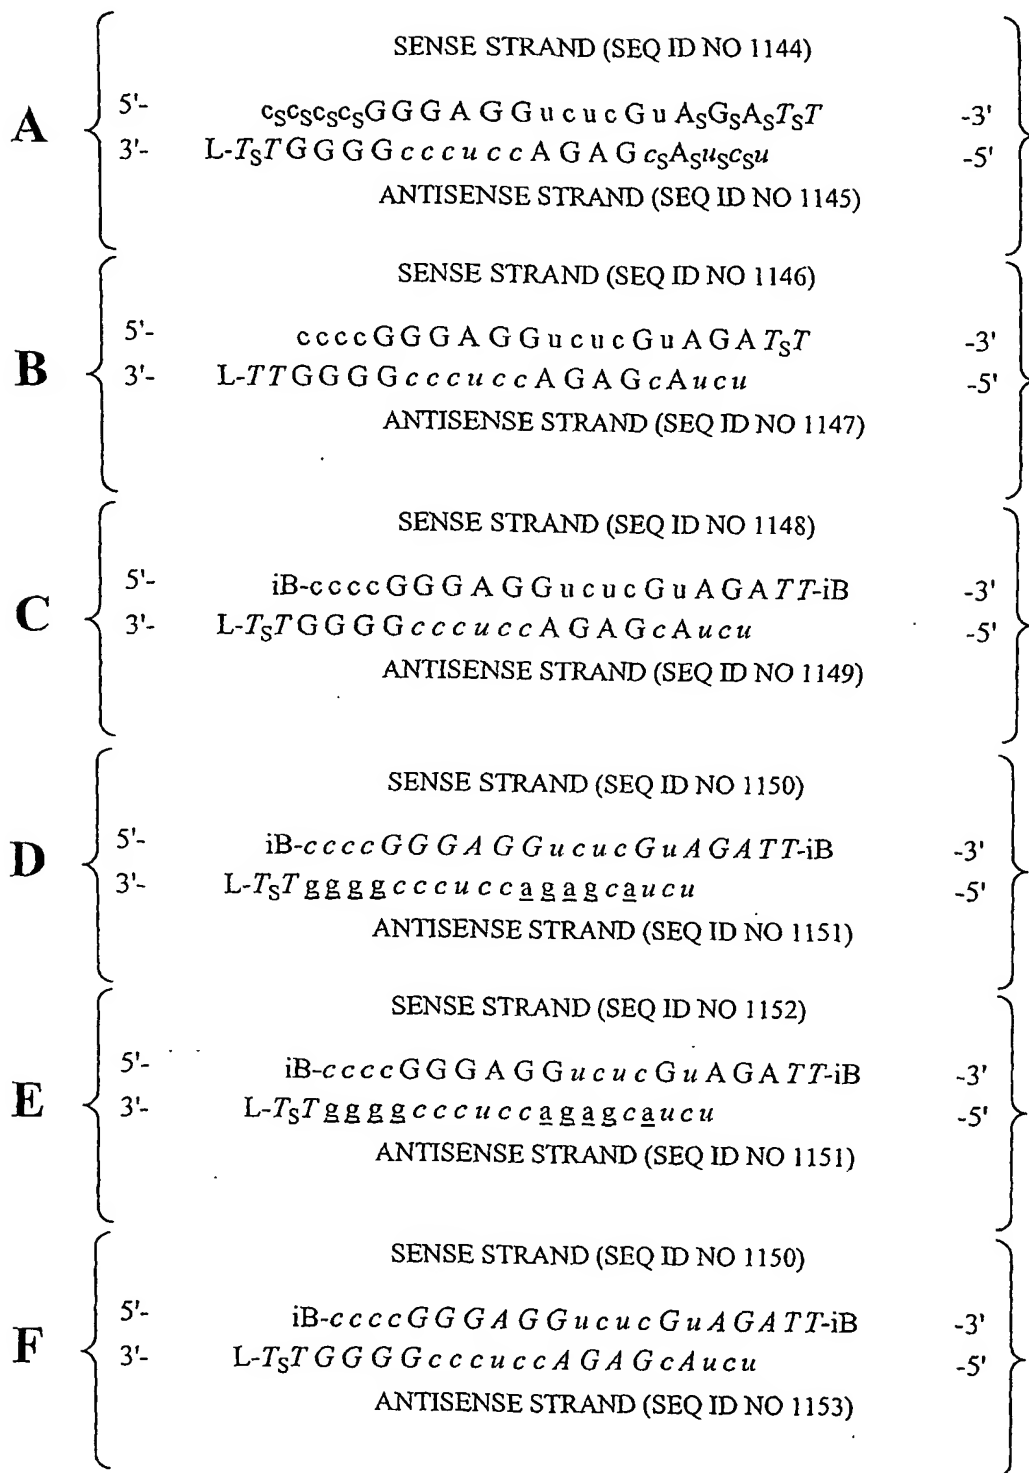 SENSE STRAND (SEQ ID NO 1144)
A
5'- cscscscsGGGAGGucucGuAsGsAsTsT -3'
3'- L-TsTGGGGcccuccAGAGcsAsuscsu -5'
ANTISENSE STRAND (SEQ ID NO 1145)
SENSE STRAND (SEQ ID NO 1146)
B
5'- ccccGGGAGGucucGuAGATsT -3'
3'- L-TTGGGGcccuccAGAGcAucu -5'
ANTISENSE STRAND (SEQ ID NO 1147)
SENSE STRAND (SEQ ID NO 1148)
C
5'- iB-ccccGGGAGGucucGuAGATT-iB -3'
3'- L-TsTGGGGcccuccAGAGcAucu -5'
ANTISENSE STRAND (SEQ ID NO 1149)
SENSE STRAND (SEQ ID NO 1150)
D
5'- iB-ccccGGGAGGucucGuAGATT-iB -3'
3'- L-TsTggggcccuccagagcaucu -5'
ANTISENSE STRAND (SEQ ID NO 1151)
SENSE STRAND (SEQ ID NO 1152)
E
5'- iB-ccccGGGAGGucucGuAGATT-iB -3'
3'- L-TsTggggcccuccagagcaucu -5'
ANTISENSE STRAND (SEQ ID NO 1151)
SENSE STRAND (SEQ ID NO 1150)
F
5'- iB-ccccGGGAGGucucGuAGATT-iB -3'
3'- L-TsTGGGGcccuccAGAGcAucu -5'
ANTISENSE STRAND (SEQ ID NO 1153)